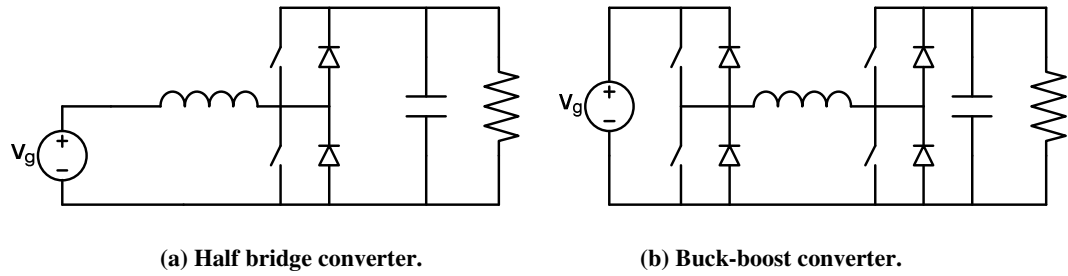 +
Vg
−
+
Vg
−
(a) Half bridge converter.
(b) Buck-boost converter.